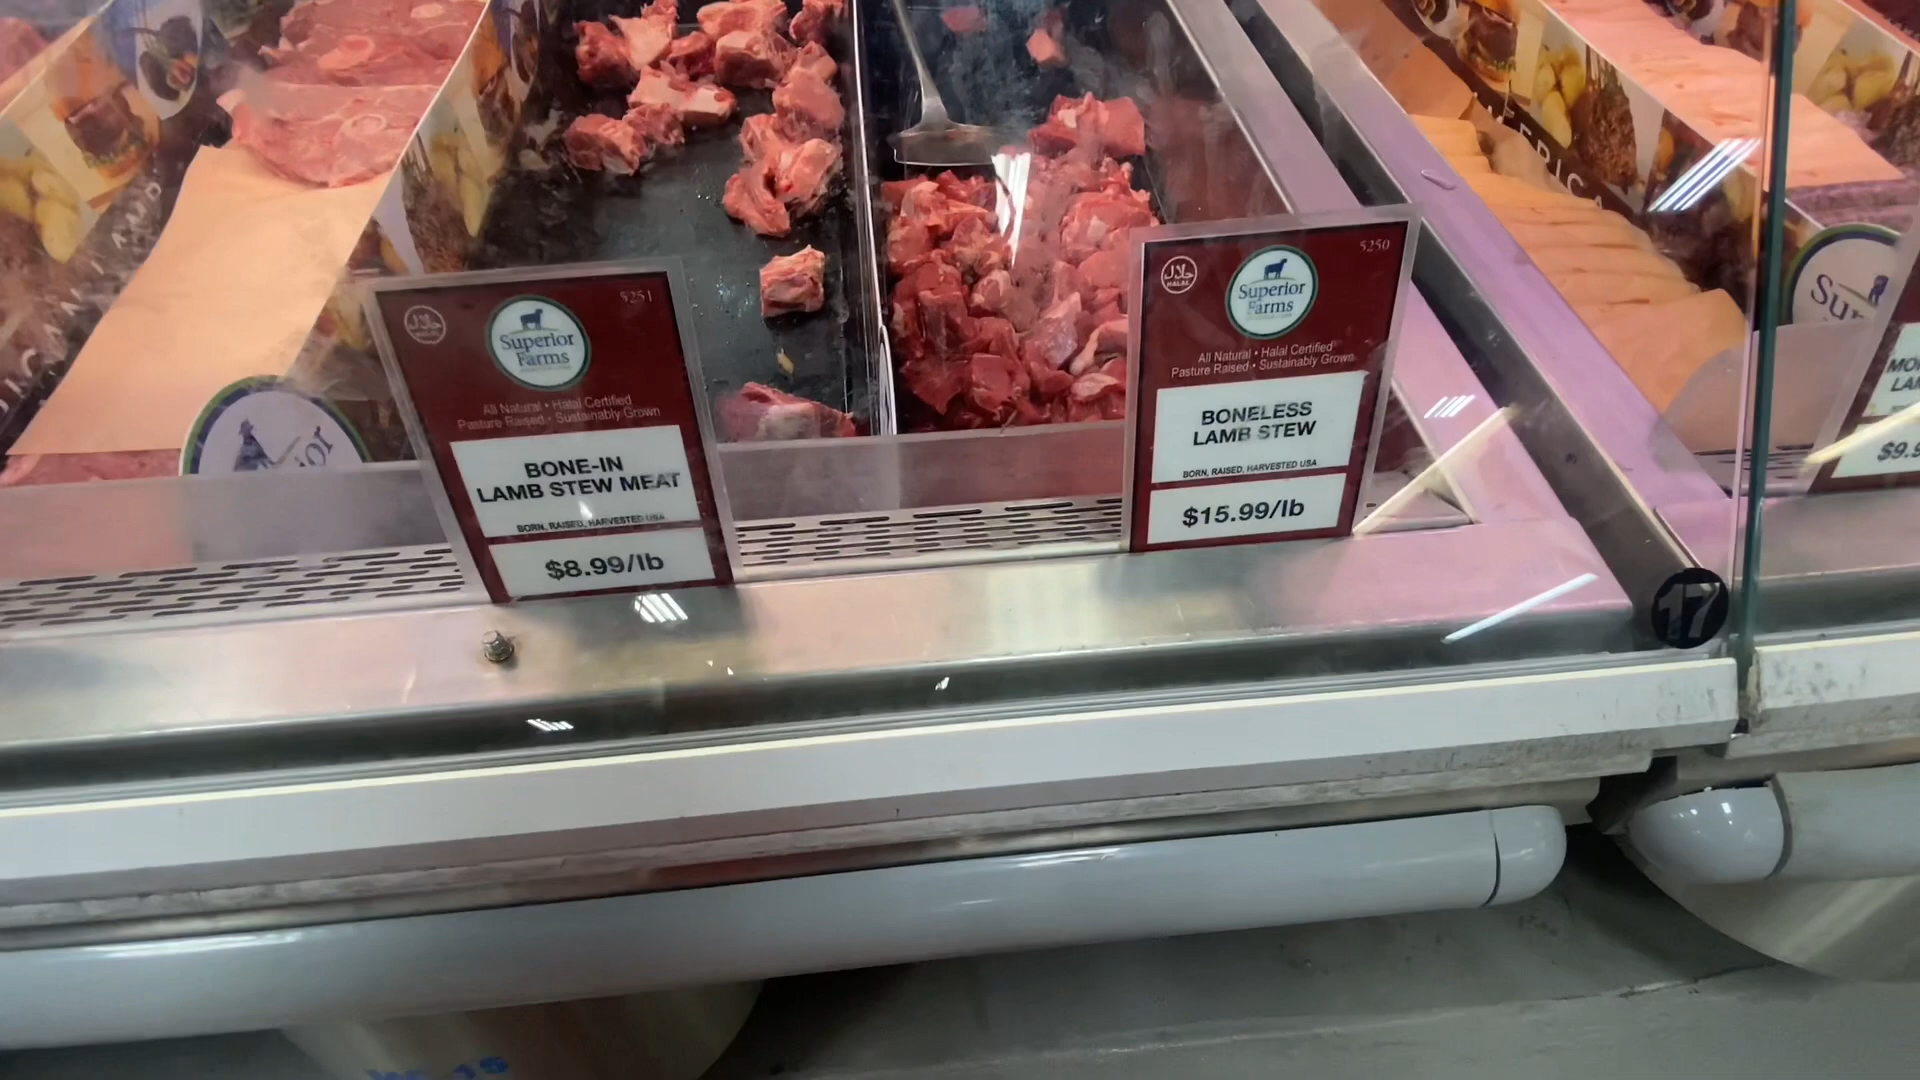 5251
حلال
HALAL
Superior
Farms
All Natural • Halal Certified
Pasture Raised • Sustainably Grown
BONE-IN
LAMB STEW MEAT
BORN, RAISED, HARVESTED USA
$8.99/lb
5250
حلال
HALAL
Superior
Farms
All Natural • Halal Certified
Pasture Raised • Sustainably Grown
BONELESS
LAMB STEW
BORN, RAISED, HARVESTED USA
$15.99/lb
17